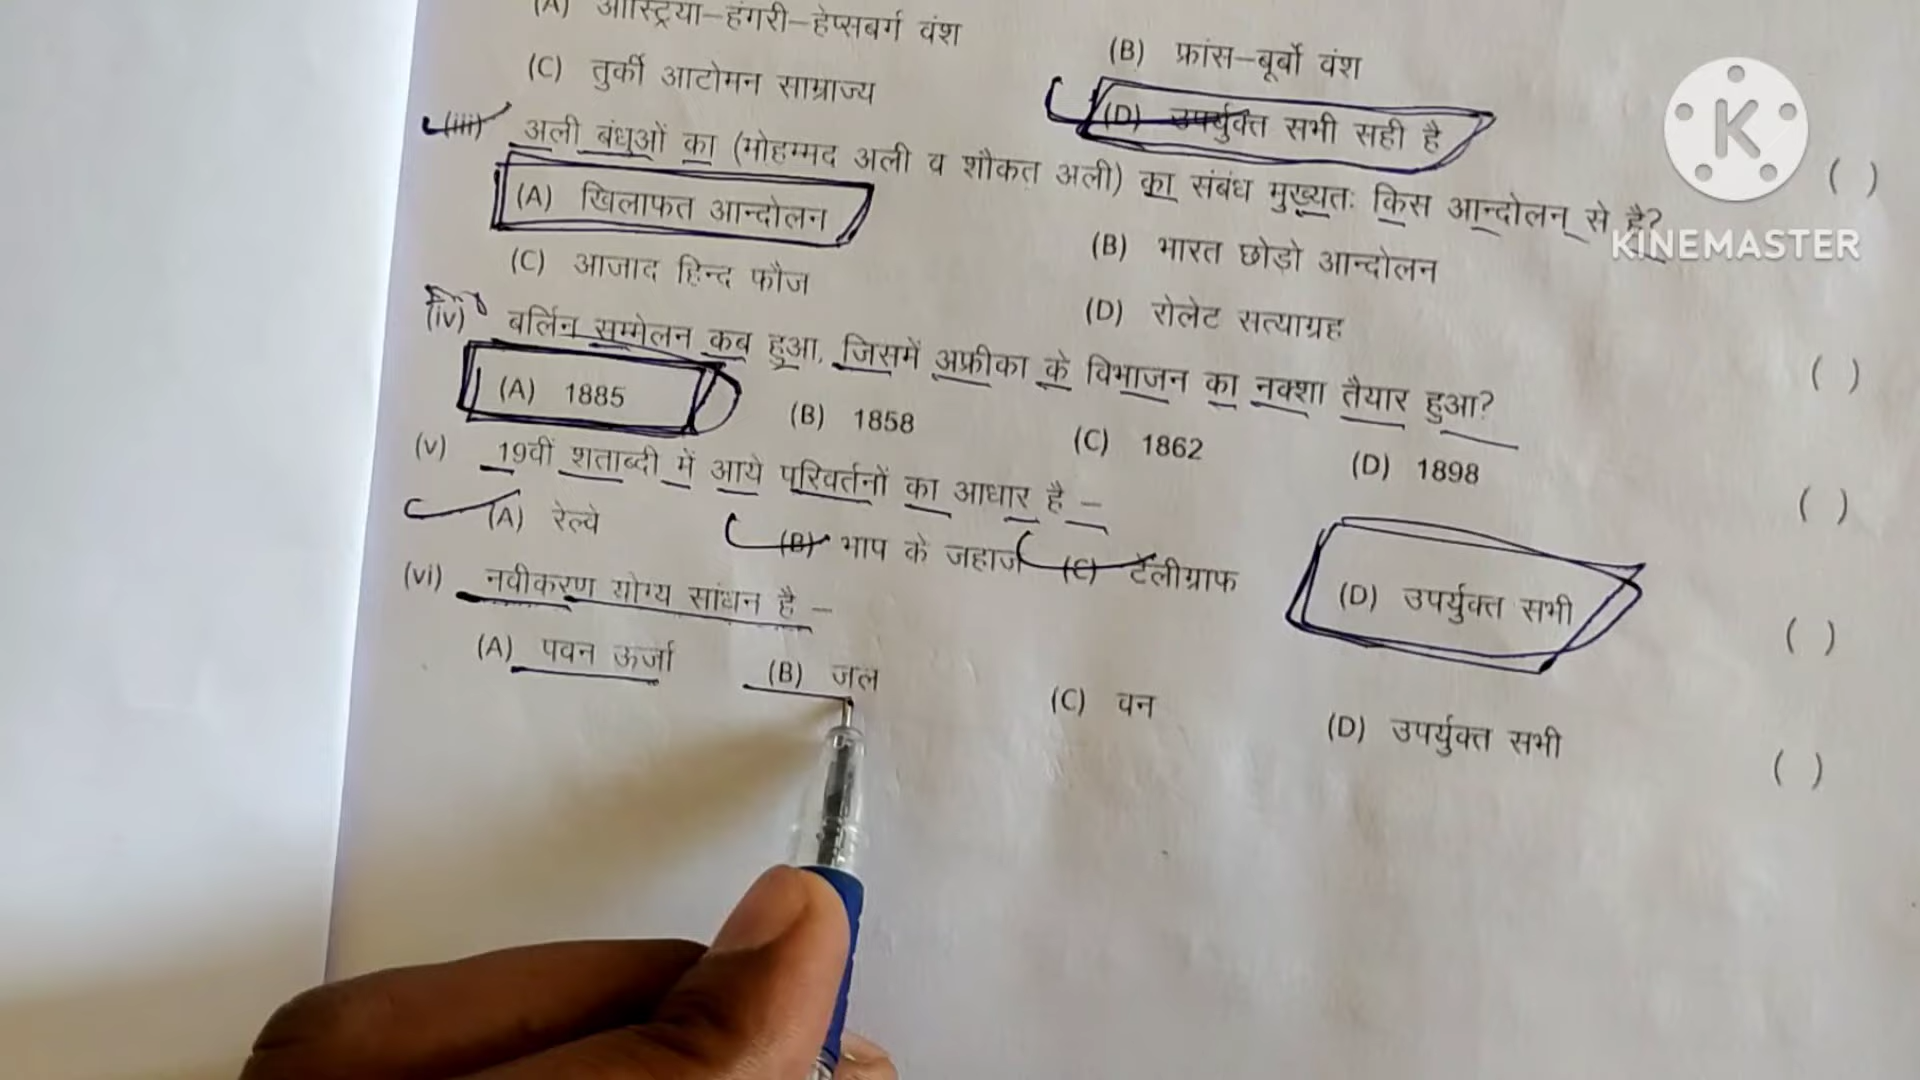 (A) ऑस्ट्रिया–हंगरी–हेप्सबर्ग वंश
(B) फ्रांस–बूर्बो वंश
(C) तुर्की आटोमन साम्राज्य
(D) उपर्युक्त सभी सही है
(iii) अली बंधुओं का (मोहम्मद अली व शौकत अली) का संबंध मुख्यतः किस आन्दोलन् से है? ( )
(A) खिलाफत आन्दोलन
(B) भारत छोड़ो आन्दोलन
(C) आजाद हिन्द फौज
(D) रोलेट सत्याग्रह
(iv) बर्लिन सम्मेलन कब हुआ, जिसमें अफ्रीका के विभाजन का नक्शा तैयार हुआ? ( )
(A) 1885 (B) 1858 (C) 1862 (D) 1898
(v) 19वीं शताब्दी में आये परिवर्तनों का आधार है – ( )
(A) रेल्वे (B) भाप के जहाज (C) टेलीग्राफ (D) उपर्युक्त सभी
(vi) नवीकरण योग्य सांधन है – ( )
(A) पवन ऊर्जा (B) जल (C) वन (D) उपर्युक्त सभी
( )
K
KINEMASTER